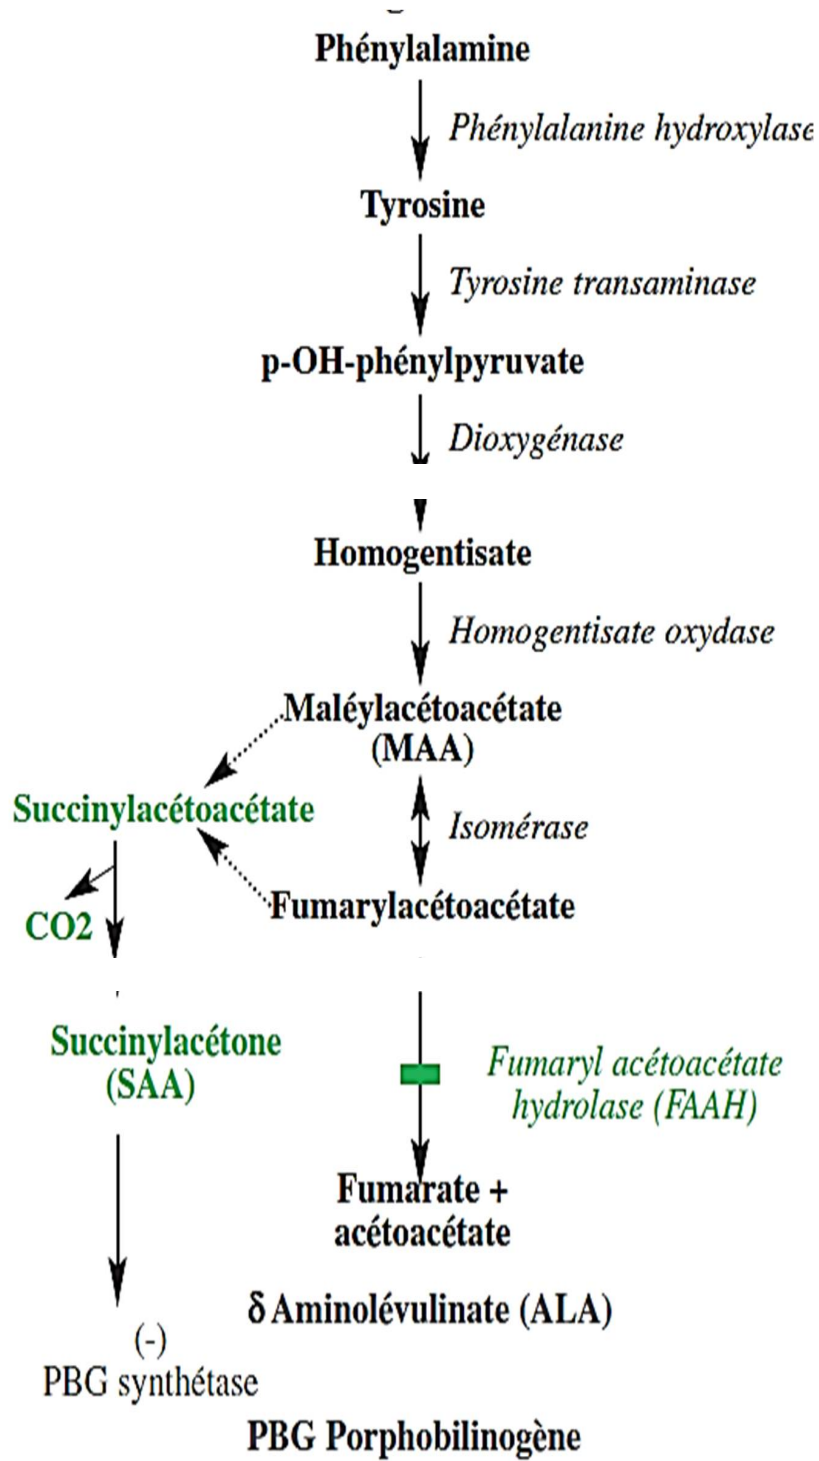 Phénylalamine
Phénylalanine hydroxylase
Tyrosine
Tyrosine transaminase
p-OH-phénylpyruvate
Dioxygénase
Homogentisate
Homogentisate oxydase
Maléylacétoacétate
(MAA)
Succinylacétoacétate
Isomérase
Fumarylacétoacétate
CO2
Succinylacétone
(SAA)
Fumaryl acétoacétate
hydrolase (FAAH)
Fumarate +
acétoacétate
δ Aminolévulinate (ALA)
(-)
PBG synthétase
PBG Porphobilinogène